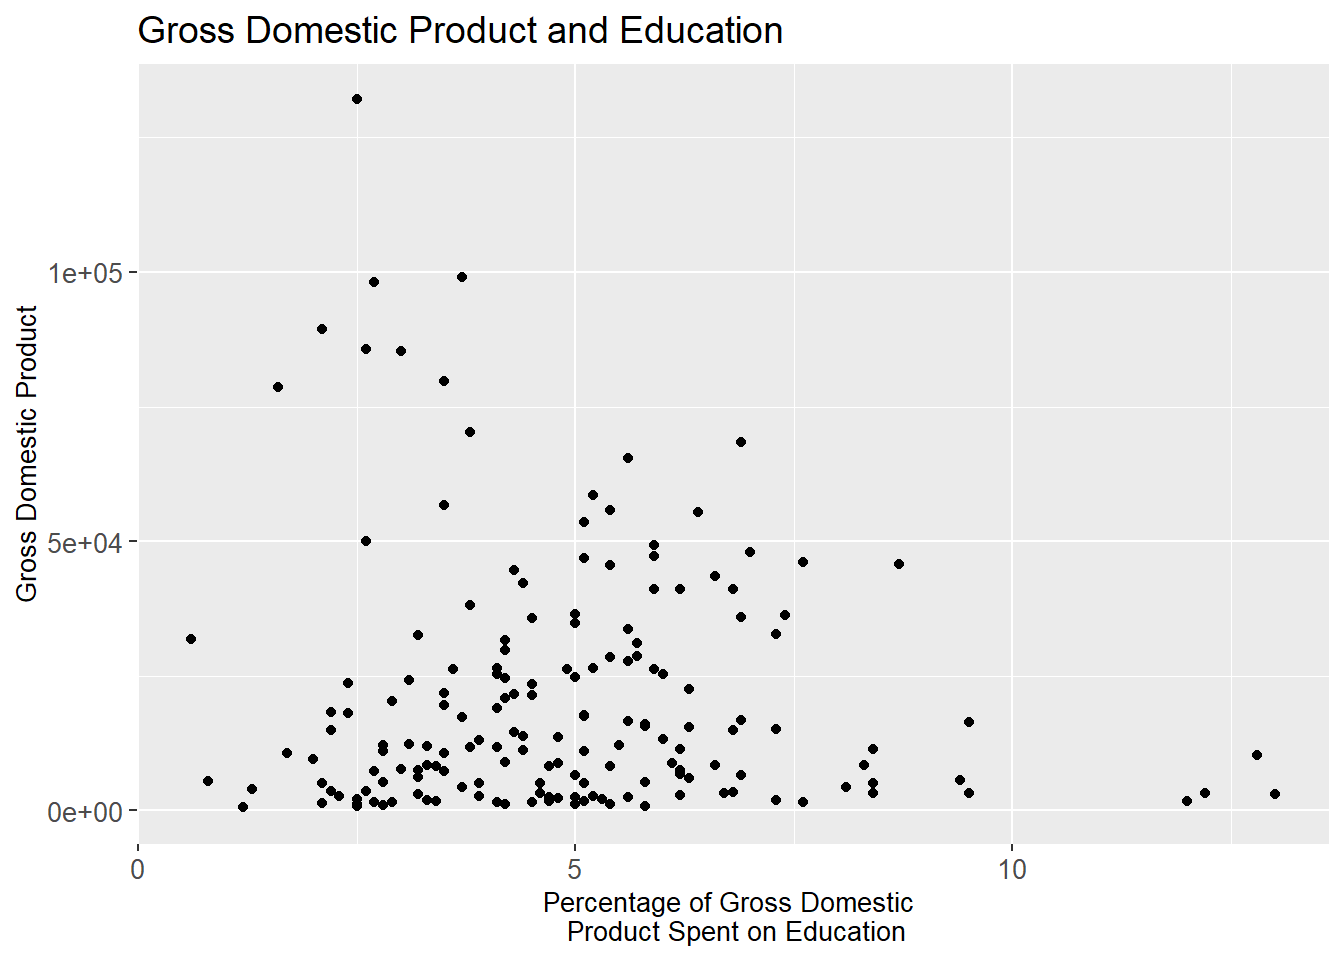 Gross Domestic Product and Education
Gross Domestic Product
1e+05
5e+04
0e+00
0
5
10
Percentage of Gross Domestic
Product Spent on Education